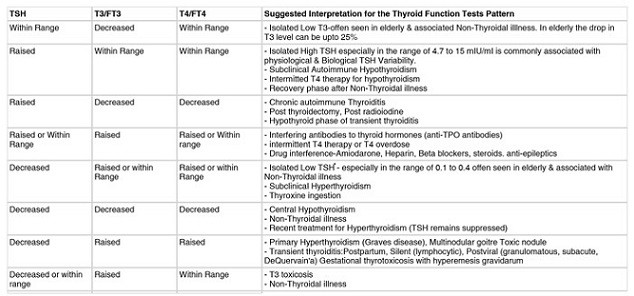 TSH T3/FT3 T4/FT4 Suggested Interpretation for the Thyroid Function Tests Pattern
Within Range Decreased Within Range - Isolated Low T3-often seen in elderly & associated Non-Thyroidal illness. In elderly the drop in
T3 level can be upto 25%
Raised Within Range Within Range - Isolated High TSH especially in the range of 4.7 to 15 mIU/ml is commonly associated with
physiological & Biological TSH Variability.
- Subclinical Autoimmune Hypothyroidism
- Intermitted T4 therapy for hypothyroidism
- Recovery phase after Non-Thyroidal illness
Raised Decreased Decreased - Chronic autoimmune Thyroiditis
- Post thyroidectomy, Post radioiodine
- Hypothyroid phase of transient thyroiditis
Raised or Within Range Raised Raised or Within range - Interfering antibodies to thyroid hormones (anti-TPO antibodies)
- intermittent T4 therapy or T4 overdose
- Drug interference-Amiodarone, Heparin, Beta blockers, steroids. anti-epileptics
Decreased Raised or within Range Raised or within Range - Isolated Low TSH - especially in the range of 0.1 to 0.4 often seen in elderly & associated with
Non-Thyroidal illness
- Subclinical Hyperthyroidism
- Thyroxine ingestion
Decreased Decreased Decreased - Central Hypothyroidism
- Non-Thyroidal illness
- Recent treatment for Hyperthyroidism (TSH remains suppressed)
Decreased Raised Raised - Primary Hyperthyroidism (Graves disease), Multinodular goitre Toxic nodule
- Transient thyroiditis:Postpartum, Silent (lymphocytic), Postviral (granulomatous, subacute,
DeQuervain's) Gestational thyrotoxicosis with hyperemesis gravidarum
Decreased or within range Raised Within Range - T3 toxicosis
- Non-Thyroidal illness